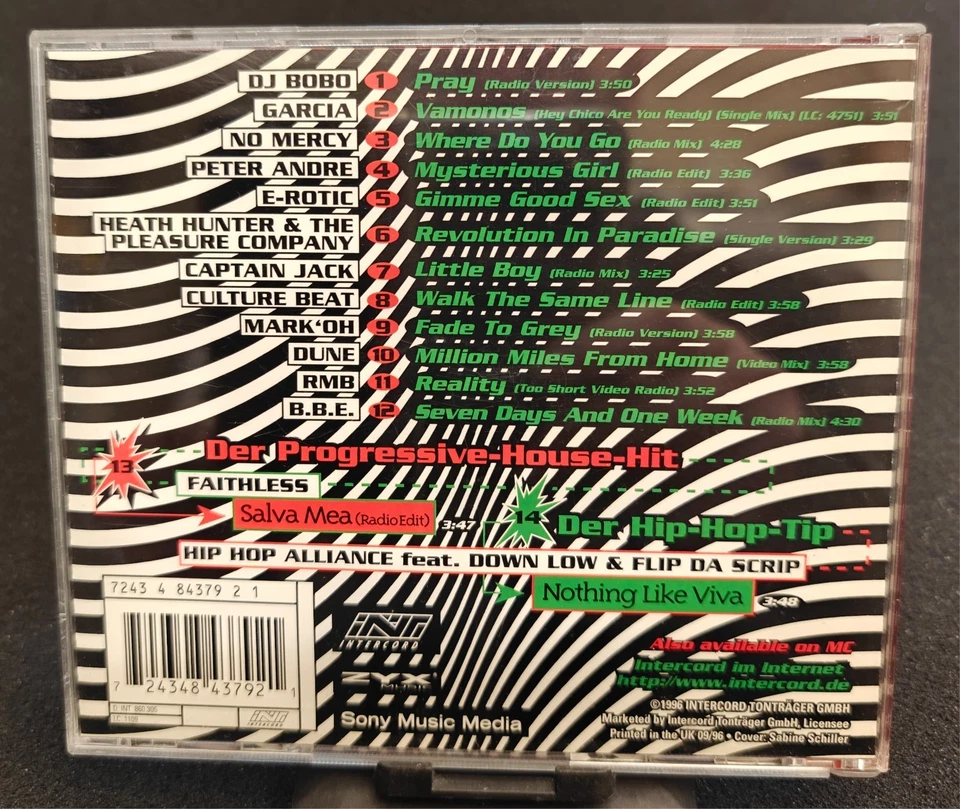 DJ BOBO 1 Pray (Radio Version) 3:50
GARCIA 2 Vamonos (Hey Chico Are You Ready) (Single Mix) (LC: 4751) 3:51
NO MERCY 3 Where Do You Go (Radio Mix) 4:28
PETER ANDRE 4 Mysterious Girl (Radio Edit) 3:36
E-ROTIC 5 Gimme Good Sex (Radio Edit) 3:51
HEATH HUNTER & THE
PLEASURE COMPANY 6 Revolution In Paradise (Single Version) 3:29
CAPTAIN JACK 7 Little Boy (Radio Mix) 3:25
CULTURE BEAT 8 Walk The Same Line (Radio Edit) 3:58
MARK'OH 9 Fade To Grey (Radio Version) 3:58
DUNE 10 Million Miles From Home (Video Mix) 3:58
RMB 11 Reality (Too Short Video Radio) 3:52
B.B.E. 12 Seven Days And One Week (Radio Mix) 4:30
13 Der Progressive-House-Hit
FAITHLESS
Salva Mea (Radio Edit) 3:47
14 Der Hip-Hop-Tip
HIP HOP ALLIANCE feat. DOWN LOW & FLIP DA SCRIP
Nothing Like Viva 3:48
7243 4 84379 2 1
7 24348 43792 1
D: INT 860.305
LC 1109
INT
INT
INTERCORD
ZYX
MUSIC
Sony Music Media
Also available on MC
Intercord im Internet
http://www.intercord.de
©1996 INTERCORD TONTRÄGER GMBH
Marketed by Intercord Tonträger GmbH, Licensee
Printed in the UK 09/96 • Cover: Sabine Schiller